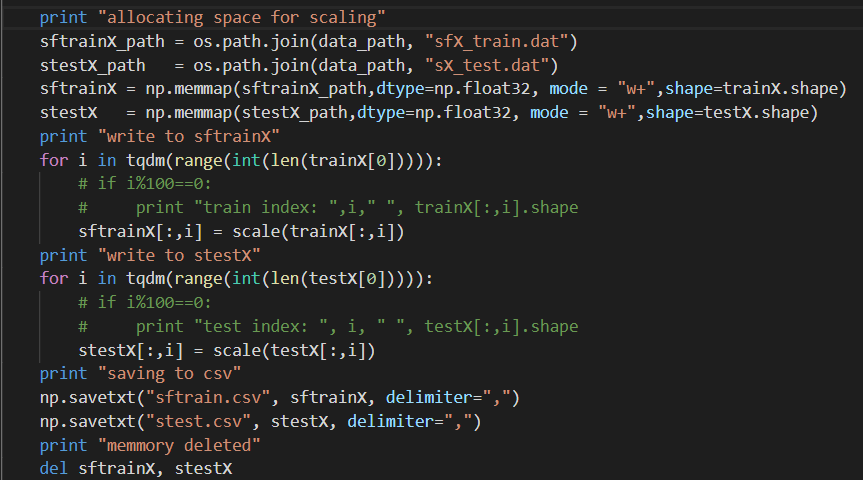 print "allocating space for scaling"
sftrainX_path = os.path.join(data_path, "sfX_train.dat")
stestX_path   = os.path.join(data_path, "sX_test.dat")
sftrainX = np.memmap(sftrainX_path,dtype=np.float32, mode = "w+",shape=trainX.shape)
stestX   = np.memmap(stestX_path,dtype=np.float32, mode = "w+",shape=testX.shape)
print "write to sftrainX"
for i in tqdm(range(int(len(trainX[0])))):
    # if i%100==0:
    #     print "train index: ",i," ", trainX[:,i].shape
    sftrainX[:,i] = scale(trainX[:,i])
print "write to stestX"
for i in tqdm(range(int(len(testX[0])))):
    # if i%100==0:
    #     print "test index: ", i, " ", testX[:,i].shape
    stestX[:,i] = scale(testX[:,i])
print "saving to csv"
np.savetxt("sftrain.csv", sftrainX, delimiter=",")
np.savetxt("stest.csv", stestX, delimiter=",")
print "memmory deleted"
del sftrainX, stestX